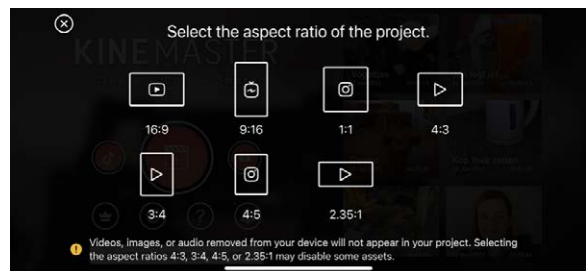 Select the aspect ratio of the project.
KINEMASTER
16:9
9:16
1:1
4:3
3:4
4:5
2.35:1
Videos, images, or audio removed from your device will not appear in your project. Selecting
the aspect ratios 4:3, 3:4, 4:5, or 2.35:1 may disable some assets.